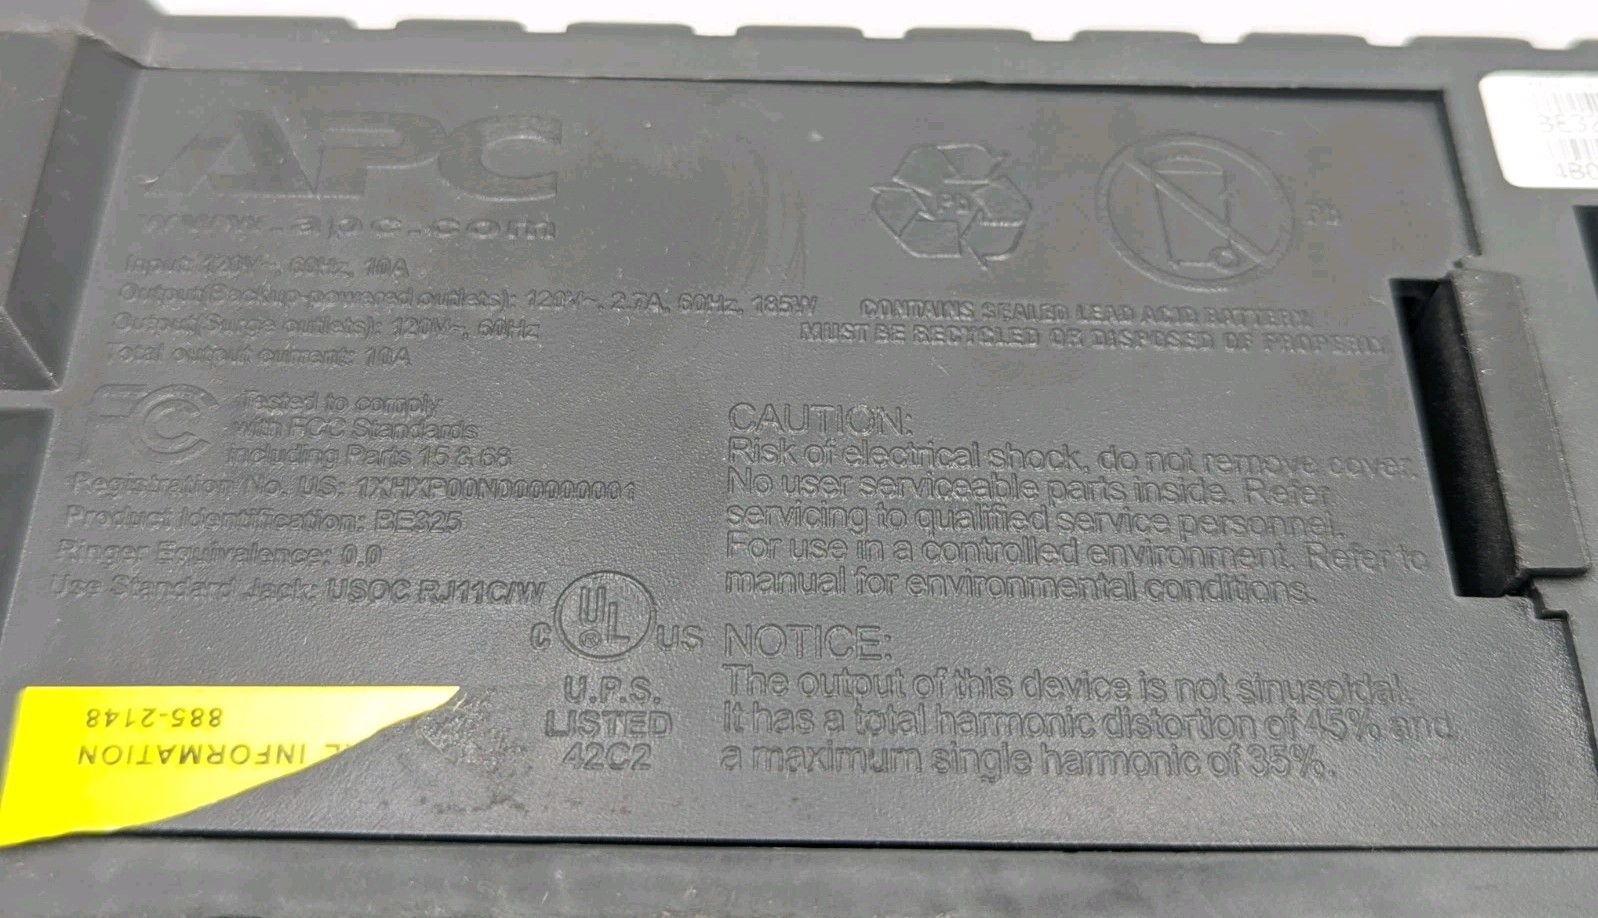 APC
www.apc.com
Input: 120V~, 60Hz, 10A
Output(Backup-powered outlets): 120V~, 2.7A, 60Hz, 185W
Output(Surge outlets): 120V~, 60Hz
Total output current: 10A
FC
Tested to comply
with FCC Standards
including Parts 15 & 68
Registration No. US: 1XHXP00N000000001
Product Identification: BE325
Ringer Equivalence: 0.0
Use Standard Jack: USOC RJ11C/W
C UL ® US
U.P.S.
LISTED
42C2
Pb
Pb
CONTAINS SEALED LEAD ACID BATTERY.
MUST BE RECYCLED OR DISPOSED OF PROPERLY.
CAUTION:
Risk of electrical shock, do not remove cover.
No user serviceable parts inside. Refer
servicing to qualified service personnel.
For use in a controlled environment. Refer to
manual for environmental conditions.
NOTICE:
The output of this device is not sinusoidal.
It has a total harmonic distortion of 45% and
a maximum single harmonic of 35%.
INFORMATION
885-2148